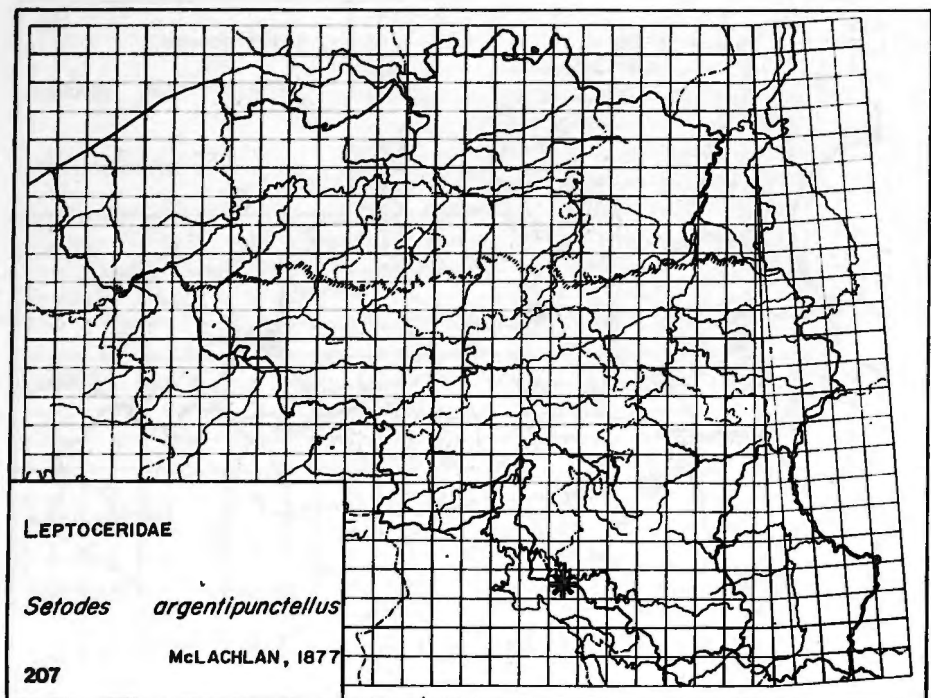 LEPTOCERIDAE
Setodes argentipunctellus
McLACHLAN, 1877
207